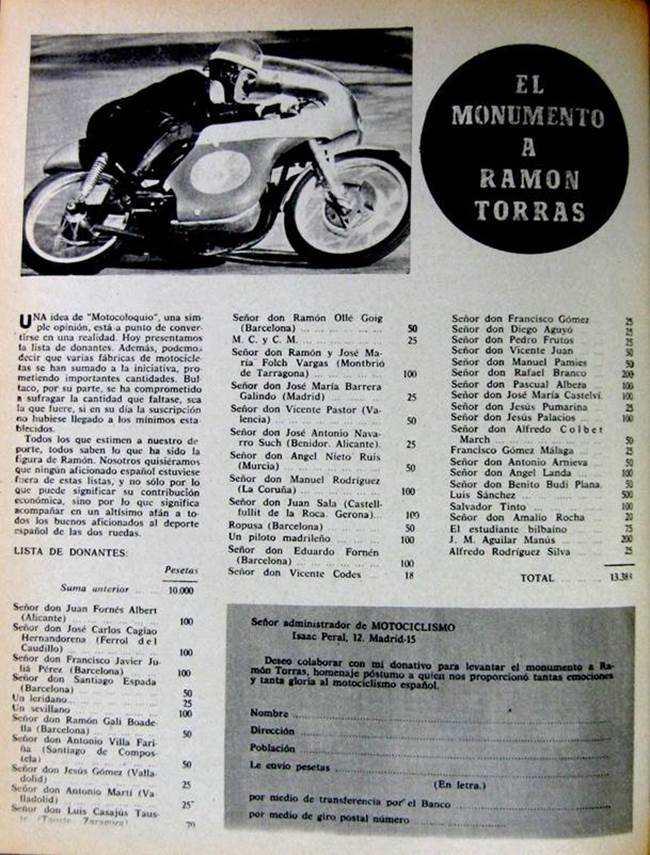 EL
MONUMENTO
A
RAMON
TORRAS
UNA idea de "Motocoloquio", una sim-
ple opinión, está a punto de conver-
tirse en una realidad. Hoy presentamos
la lista de donantes. Además, podemos
decir que varias fábricas de motocicle-
tas se han sumado a la iniciativa, pro-
metiendo importantes cantidades. Bul-
taco, por su parte, se ha comprometido
a sufragar la cantidad que faltase, sea
la que fuere, si en su día la suscripción
no hubiese llegado a los mínimos esta
blecidos.
Todos los que estimen a nuestro de
porte, todos saben lo que ha sido la
figura de Ramón. Nosotros quisiéramos
que ningún aficionado español estuviese
fuera de estas listas, y no sólo por lo
que puede significar su contribución
económica, sino por lo que significa
acompañar en un altísimo afán a to-
dos los buenos aficionados al deporte
español de las dos ruedas.
LISTA DE DONANTES:
Pesetas
Suma anterior ... ... 10.000
Señor don Juan Fornés Albert
(Alicante) 100
Señor don José Carlos Cagiao
Hernandorena (Ferrol del
Caudillo) 100
Señor don Francisco Javier Ju
liá Pérez (Barcelona) 100
Señor don Santiago Espada
(Barcelona) 50
Un leridano 25
Un sevillano 100
Señor don Ramón Gali Boade-
lla (Barcelona) 50
Señor don Antonio Villa Fari-
ña (Santiago de Compos-
tela) 50
Señor don Jesús Gómez (Valla-
dolid) 25
Señor don Antonio Martí (Va-
lladolid) 25
Señor don Luis Casajús Taus-
Zaragoza)
Señor don Ramón Ollé Goig
(Barcelona) 50
M. C. y C. M. 25
Señor don Ramón y José Ma-
ría Folch Vargas (Montbrió
de Tarragona) 100
Señor don José María Barrera
Galindo (Madrid) 25
Señor don Vicente Pastor (Va-
lencia) 50
Señor don José Antonio Nava-
rro Such (Benidor. Alicante). 25
Señor don Angel Nieto Ruis
(Murcia) 50
Señor don Manuel Rodríguez
(La Coruña) 100
Señor don Juan Sala (Castell-
fullit de la Roca. Gerona) 100
Ropusa (Barcelona) 50
Un piloto madrileño 100
Señor don Eduardo Fornén
(Barcelona) 100
Señor don Vicente Codes 18
Señor don Francisco Gómez 25
Señor don Diego Aguyó 25
Señor don Pedro Frutos 25
Señor don Vicente Juan 50
Señor don Manuel Pamies 50
Señor don Rafael Branco 200
Señor don Pascual Albeza 100
Señor don José María Castelví 100
Señor don Jesús Pumarina 25
Señor don Jesús Palacios 100
Señor don Alfredo Colbet
March 50
Francisco Gómez Málaga 25
Señor don Antonio Arnieva 50
Señor don Angel Landa 100
Señor don Benito Budi Plana 50
Luis Sánchez 500
Salvador Tinto 100
Señor don Amalio Rocha 20
El estudiante bilbaíno 75
J. M. Aguilar Manús 200
Alfredo Rodríguez Silva 25
TOTAL 13.383
Señor administrador de MOTOCICLISMO
Isaac Peral, 12. Madrid-15
Deseo colaborar con mi donativo para levantar el monumento a Ra-
món Torras, homenaje póstumo a quien nos proporcionó tantas emociones
y tanta gloria al motociclismo español.
Nombre
Dirección
Población
Le envío pesetas
(En letra.)
por medio de transferencia por el Banco
por medio de giro postal número